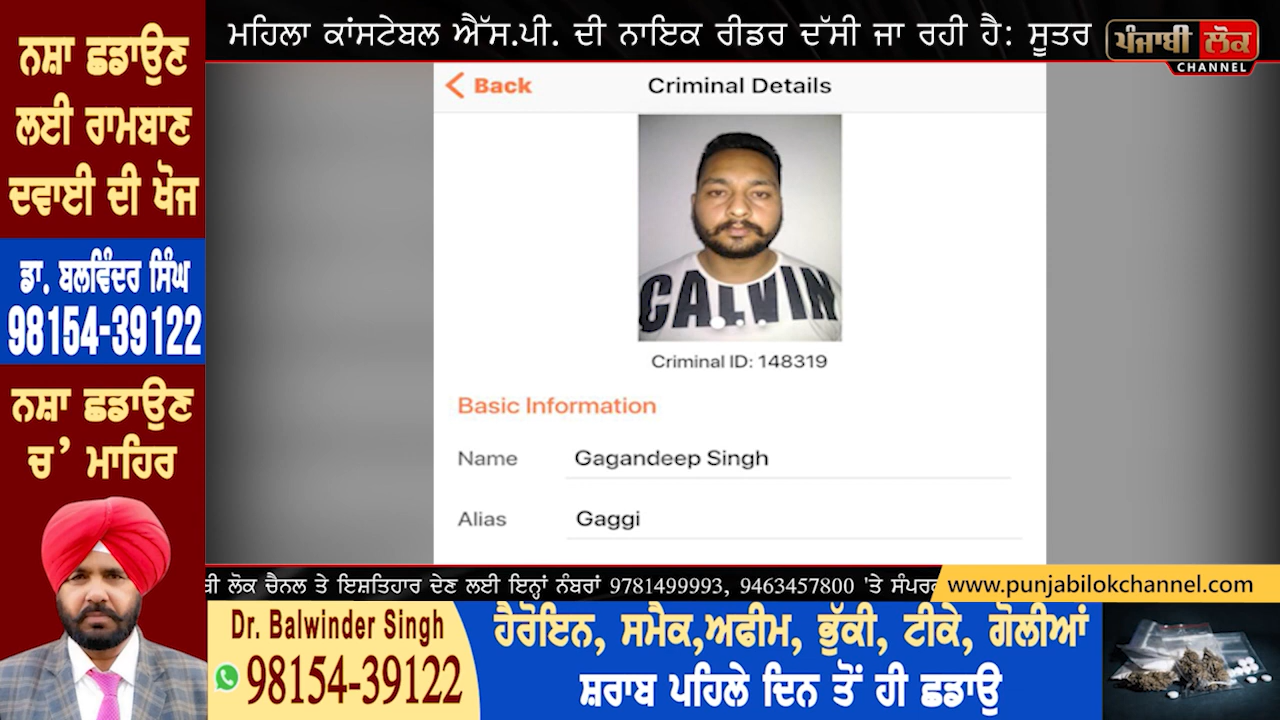 ਮਹਿਲਾ ਕਾਂਸਟੇਬਲ ਐੱਸ.ਪੀ. ਦੀ ਨਾਇਕ ਰੀਡਰ ਦੱਸੀ ਜਾ ਰਹੀ ਹੈ: ਸੂਤਰ
ਪੰਜਾਬੀ ਲੋਕ
CHANNEL
ਨਸ਼ਾ ਛਡਾਉਣ
ਲਈ ਰਾਮਬਾਣ
ਦਵਾਈ ਦੀ ਖੋਜ
ਡਾ. ਬਲਵਿੰਦਰ ਸਿੰਘ
98154-39122
ਨਸ਼ਾ ਛਡਾਉਣ
ਚ' ਮਾਹਿਰ
Back
Criminal Details
CALVIN
Criminal ID: 148319
Basic Information
Name Gagandeep Singh
Alias Gaggi
ਬੀ ਲੋਕ ਚੈਨਲ ਤੇ ਇਸ਼ਤਿਹਾਰ ਦੇਣ ਲਈ ਇਨ੍ਹਾਂ ਨੰਬਰਾਂ 9781499993, 9463457800 'ਤੇ ਸੰਪਰਕ
www.punjabilokchannel.com
Dr. Balwinder Singh
98154-39122
ਹੈਰੋਇਨ, ਸਮੈਕ,ਅਫੀਮ, ਭੁੱਕੀ, ਟੀਕੇ, ਗੋਲੀਆਂ
ਸ਼ਰਾਬ ਪਹਿਲੇ ਦਿਨ ਤੋਂ ਹੀ ਛਡਾਉ